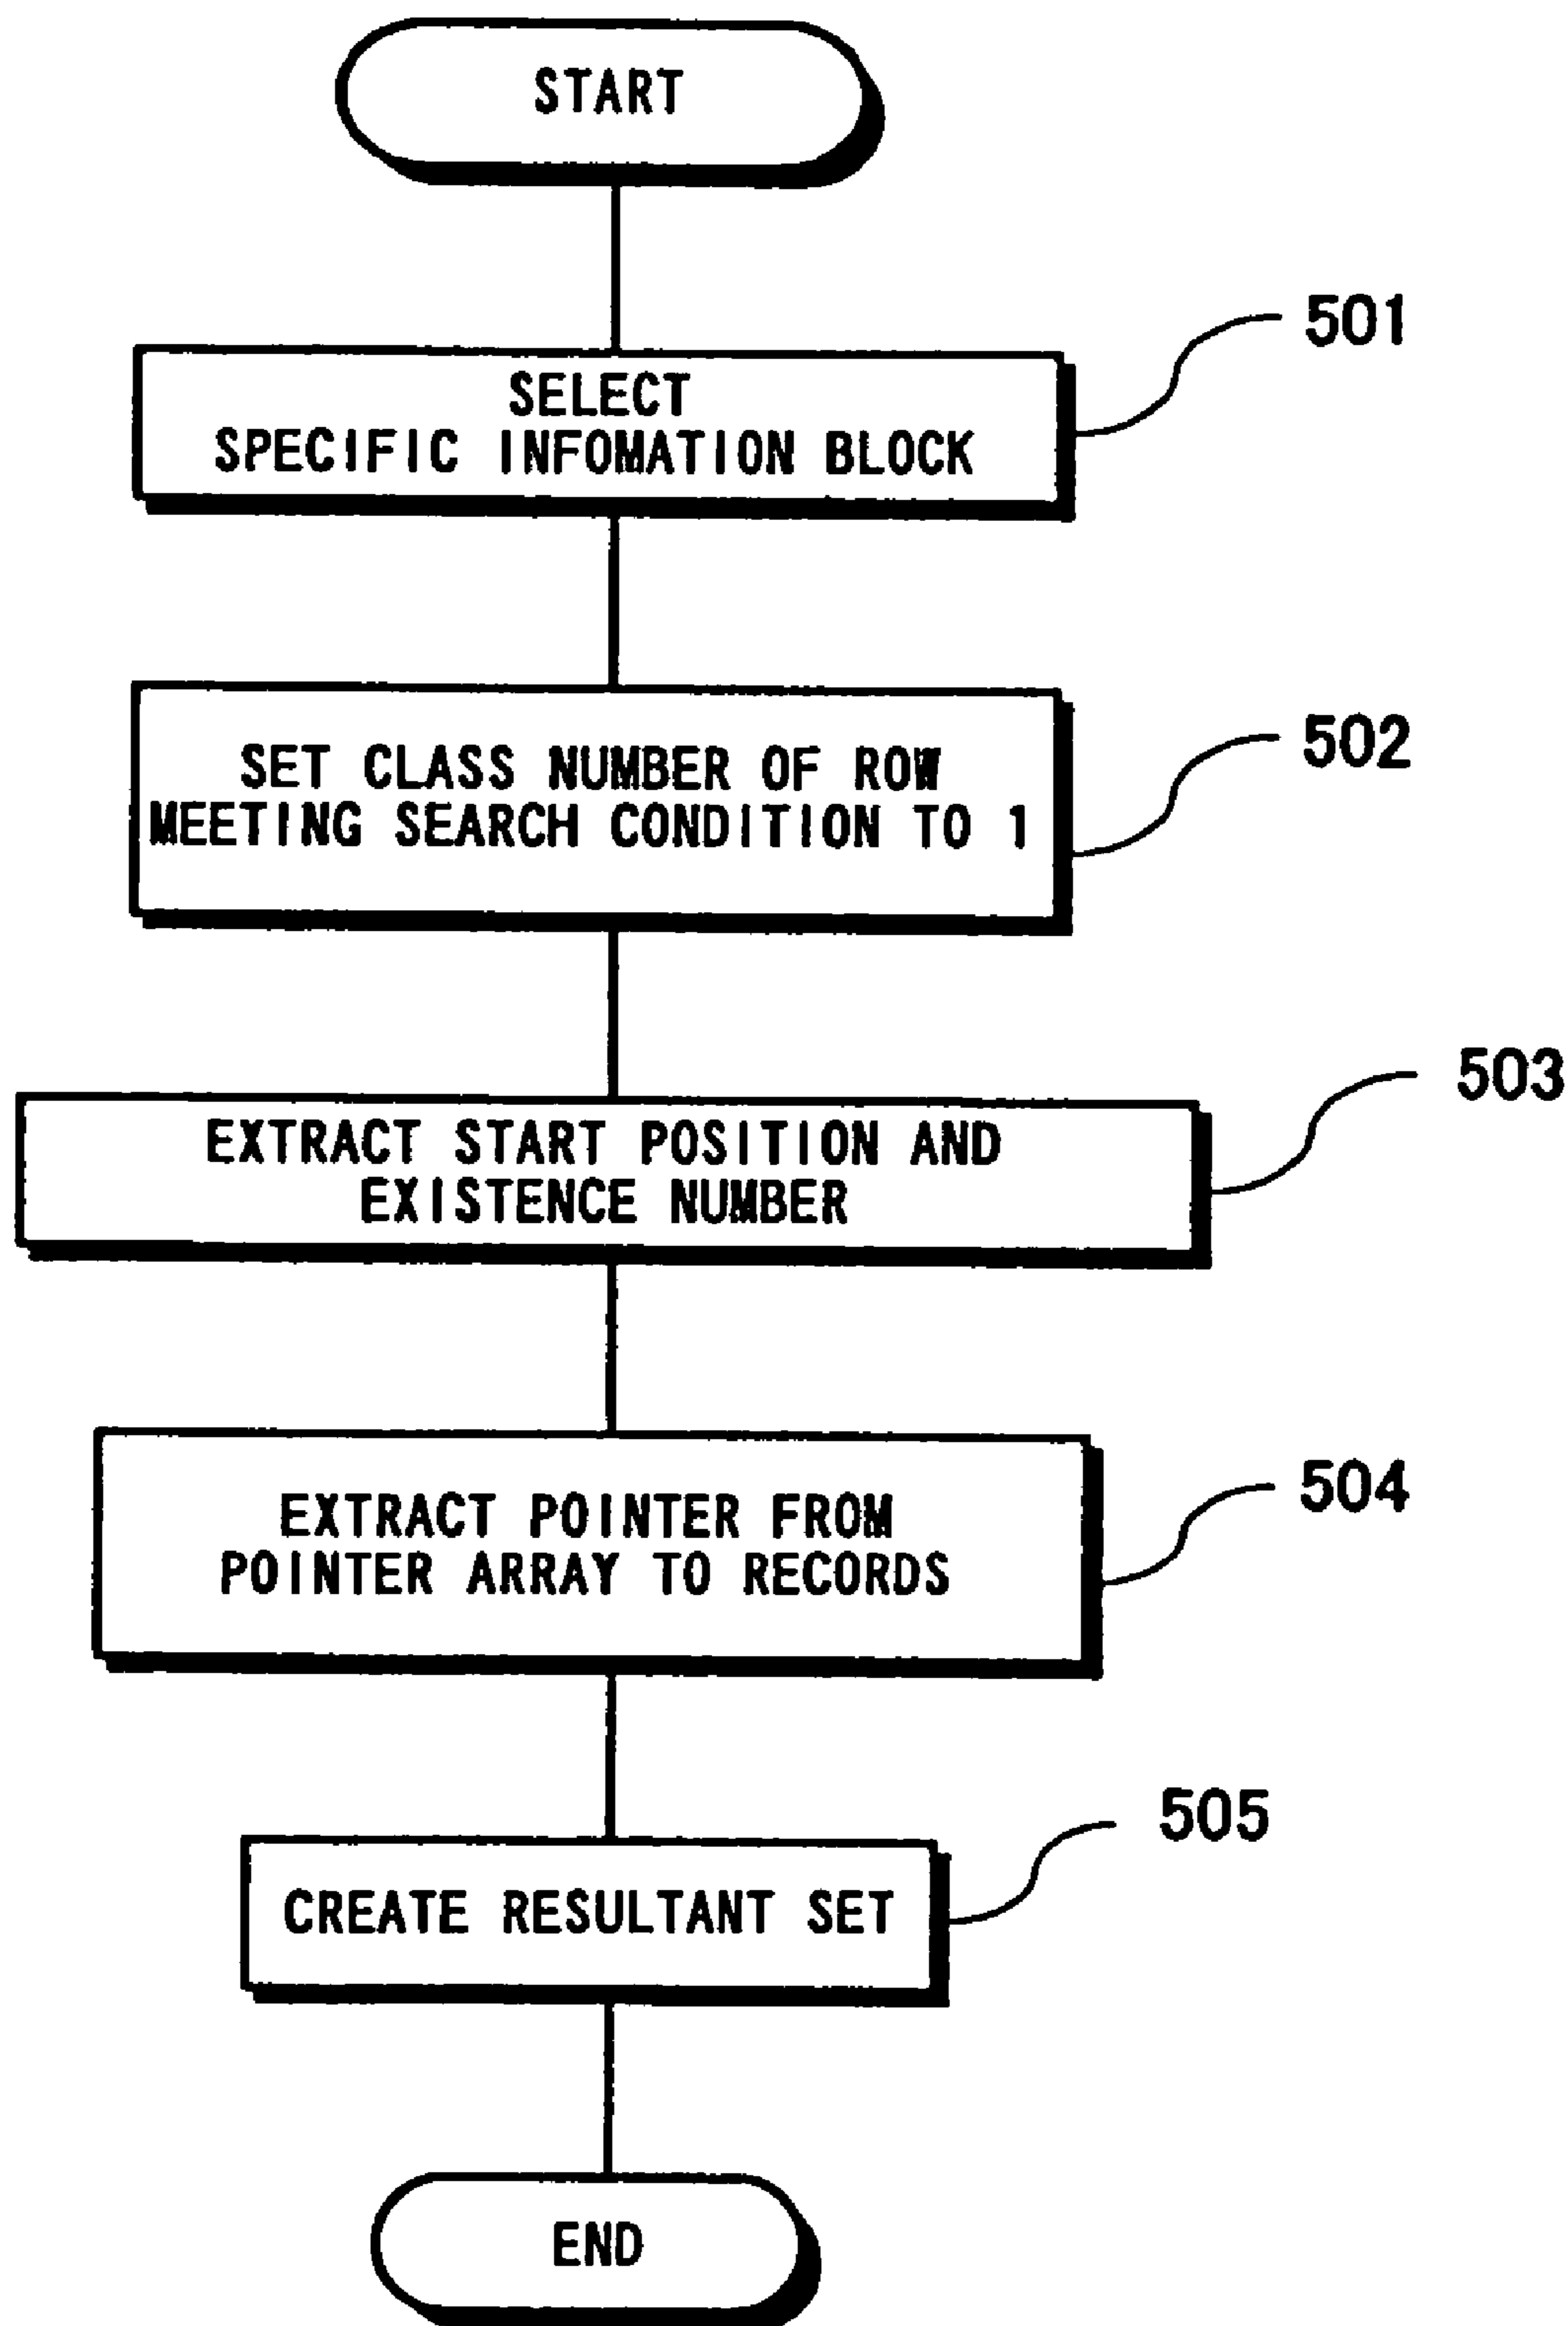 START
501
SELECT
SPECIFIC INFOMATION BLOCK
502
SET CLASS NUMBER OF ROW
MEETING SEARCH CONDITION TO 1
503
EXTRACT START POSITION AND
EXISTENCE NUMBER
504
EXTRACT POINTER FROM
POINTER ARRAY TO RECORDS
505
CREATE RESULTANT SET
END